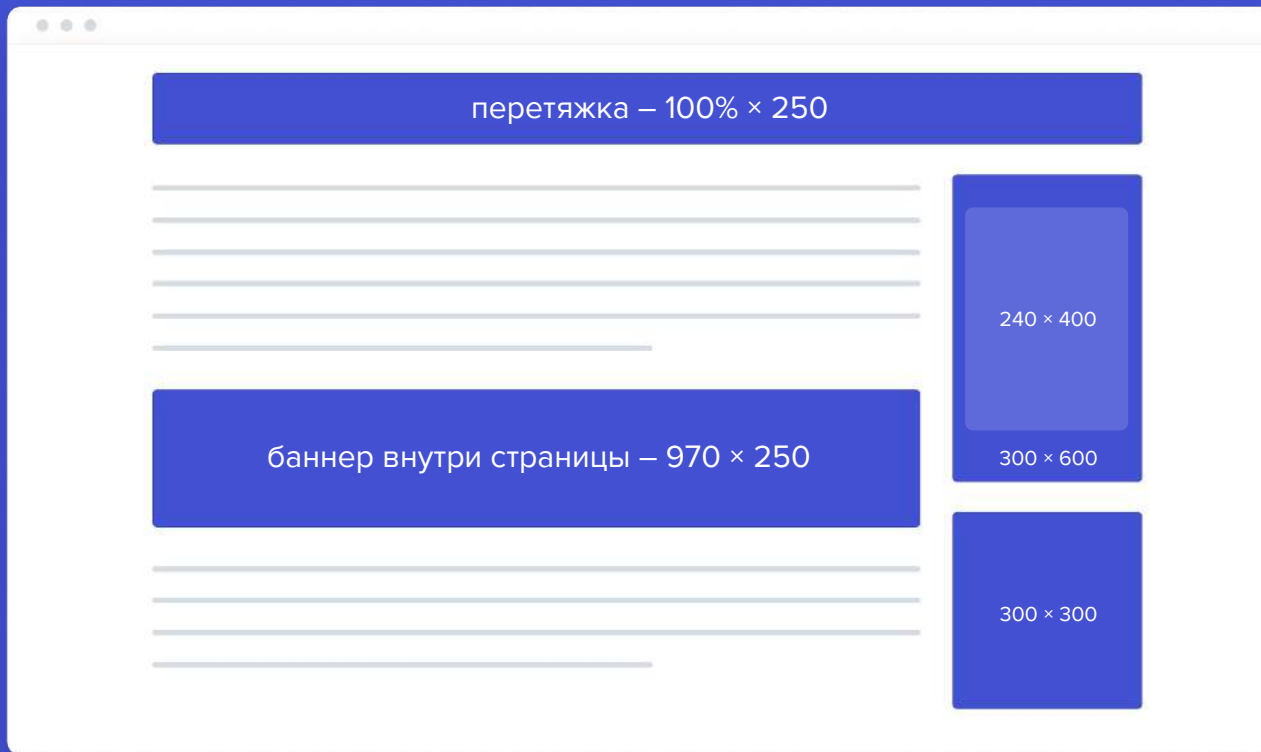 перетяжка – 100% × 250
240 × 400
300 × 600
баннер внутри страницы – 970 × 250
300 × 300